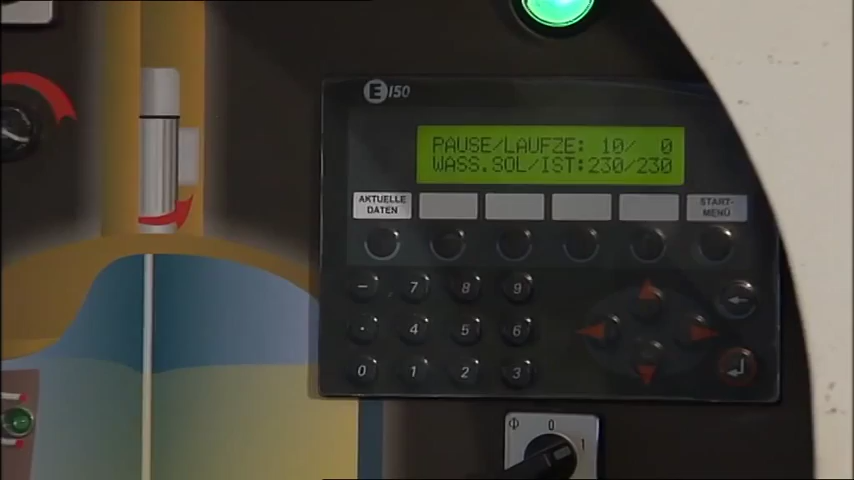 E 150
PAUSE/LAUFZE: 10/ 0
WASS.SOL/IST:230/230
AKTUELLE
DATEN
START-
MENÜ
– 7 8 9
· 4 5 6
0 1 2 3
0
1